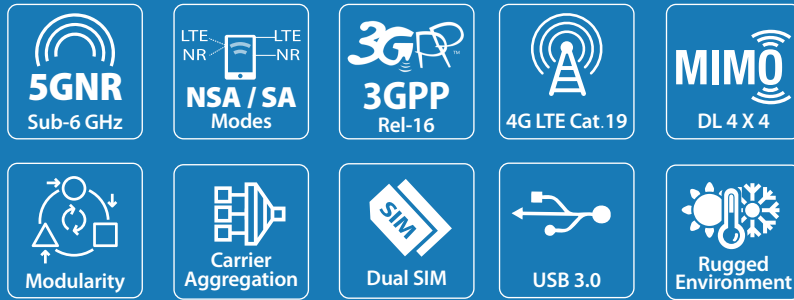 5GNR
Sub-6 GHz
LTE LTE
NR NR
NSA / SA
Modes
3GPP™
3GPP
Rel-16
4G LTE Cat.19
MIMO
DL 4 X 4
Modularity
Carrier
Aggregation
SIM
Dual SIM
USB 3.0
Rugged
Environment